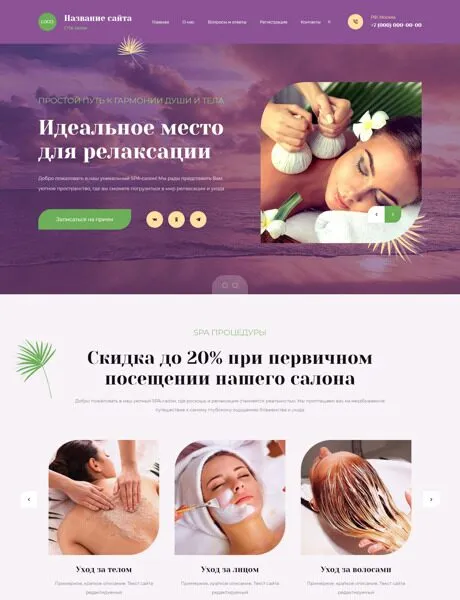 LOGO
Название сайта
СПА-салон
Главная О нас Вопросы и ответы Регистрация Контакты
РФ, Москва
+7 (000) 000-00-00
ПРОСТОЙ ПУТЬ К ГАРМОНИИ ДУШИ И ТЕЛА
Идеальное место
для релаксации
Добро пожаловать в наш уникальный SPA-салон! Мы рады представить Вам
уютное пространство, где вы сможете погрузиться в мир релаксации и ухода
Записаться на прием
SPA ПРОЦЕДУРЫ
Скидка до 20% при первичном
посещении нашего салона
Добро пожаловать в наш уютный SPA-салон, где роскошь и релаксация становятся реальностью. Мы приглашаем вас на незабываемое
путешествие к самому глубокому ощущению блаженства и ухода
Уход за телом
Примерное, краткое описание. Текст сайта
редактируемый
Уход за лицом
Примерное, краткое описание. Текст сайта
редактируемый
Уход за волосами
Примерное, краткое описание. Текст сайта
редактируемый